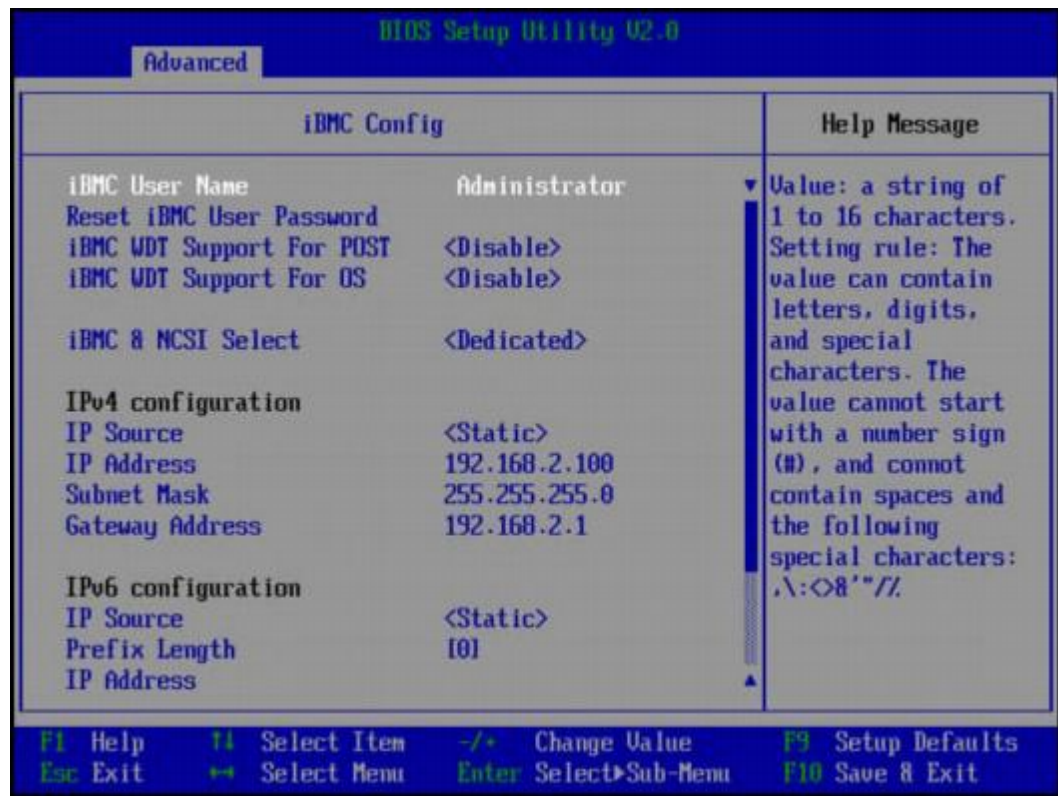 BIOS Setup Utility V2.0
Advanced
iBMC Config
iBMC User Name Administrator
Reset iBMC User Password
iBMC WDT Support For POST <Disable>
iBMC WDT Support For OS <Disable>
iBMC & NCSI Select <Dedicated>
IPv4 configuration
IP Source <Static>
IP Address 192.168.2.100
Subnet Mask 255.255.255.0
Gateway Address 192.168.2.1
IPv6 configuration
IP Source <Static>
Prefix Length [0]
IP Address
Help Message
Value: a string of
1 to 16 characters.
Setting rule: The
value can contain
letters, digits,
and special
characters. The
value cannot start
with a number sign
(#), and connot
contain spaces and
the following
special characters:
,\:<>&'"/%
F1 Help ↑↓ Select Item -/+ Change Value F9 Setup Defaults
Esc Exit ↔ Select Menu Enter Select▶Sub-Menu F10 Save & Exit